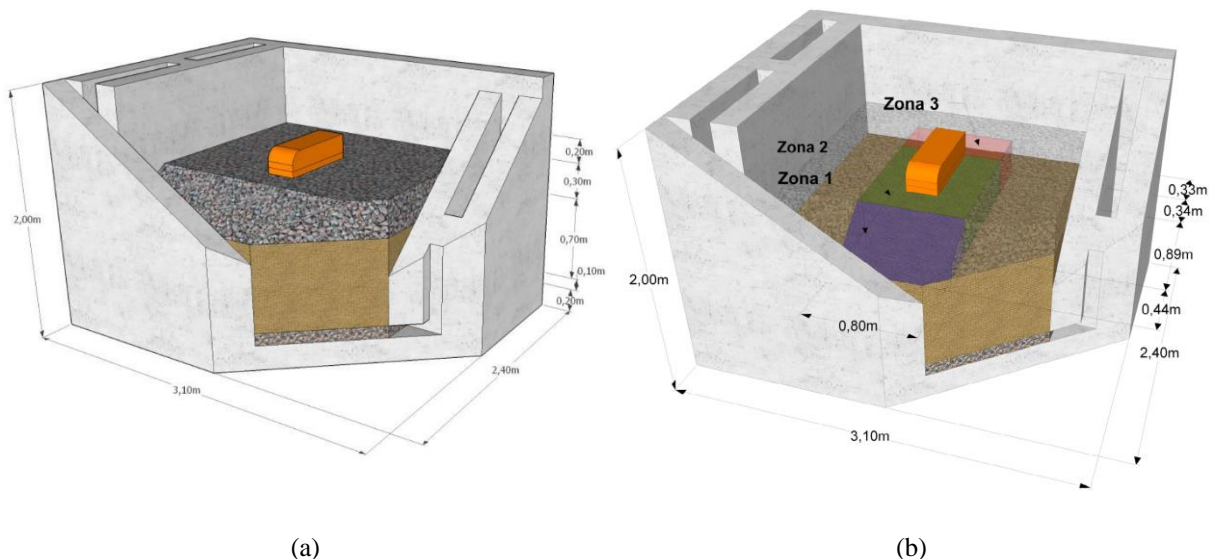 0,20m
0,30m
0,70m
0,10m
0,20m
2,00m
2,40m
3,10m
(a)
Zona 3
Zona 2
Zona 1
0,33m
0,34m
0,89m
0,44m
2,40m
2,00m
0,80m
3,10m
(b)